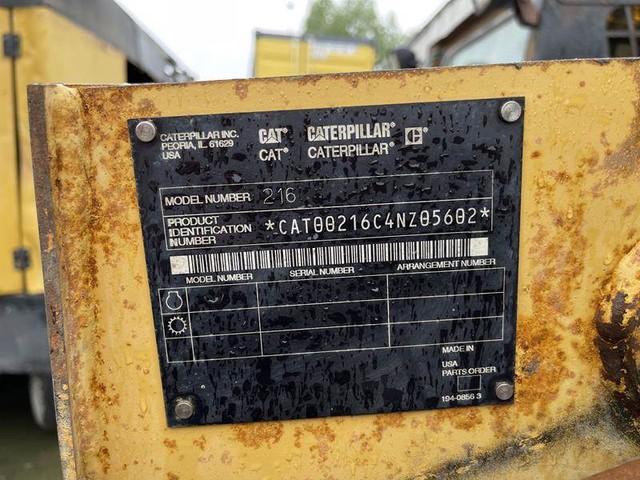 CATERPILLAR INC.
PEORIA, IL 61629
USA
CAT® CATERPILLAR®
CAT® CATERPILLAR®
MODEL NUMBER 216
PRODUCT
IDENTIFICATION
NUMBER
*CAT00216C4NZ05602*
MODEL NUMBER SERIAL NUMBER ARRANGEMENT NUMBER
MADE IN
USA
PARTS ORDER
194-0856 3